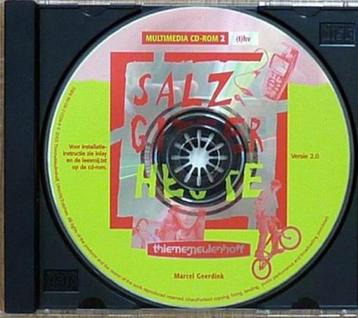 MULTIMEDIA CD-ROM 2
(t)hv
SALZ
GITTER
HEUTE
Voor installatie-
instructie zie inlay
en de leesmij.txt
op de cd-rom.
Versie 2.0
thiememeulenhoff
Marcel Geerdink